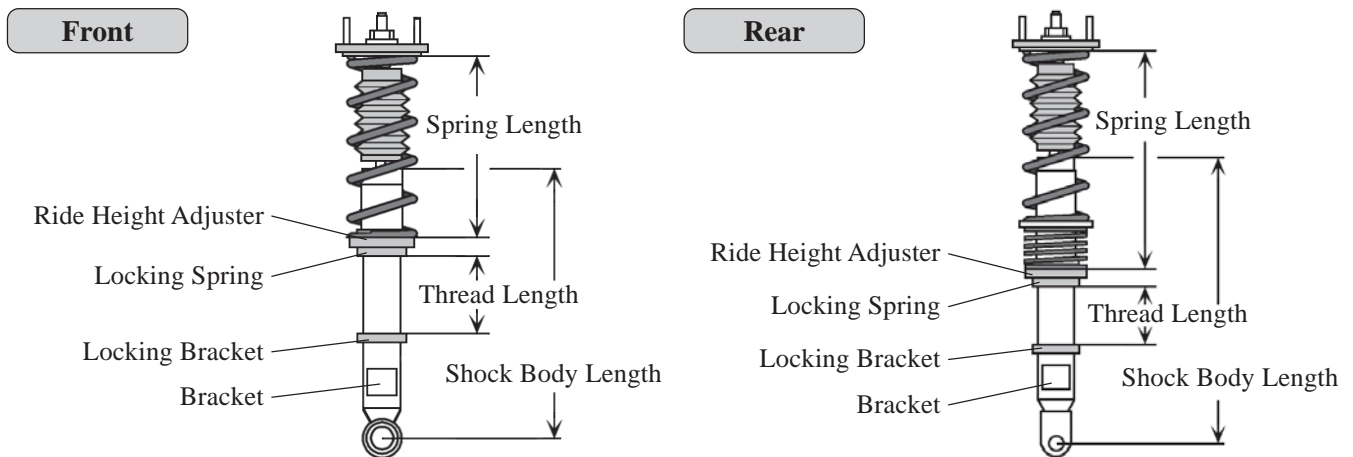 Front
Spring Length
Ride Height Adjuster
Locking Spring
Thread Length
Locking Bracket
Shock Body Length
Bracket
Rear
Spring Length
Ride Height Adjuster
Locking Spring
Thread Length
Locking Bracket
Shock Body Length
Bracket